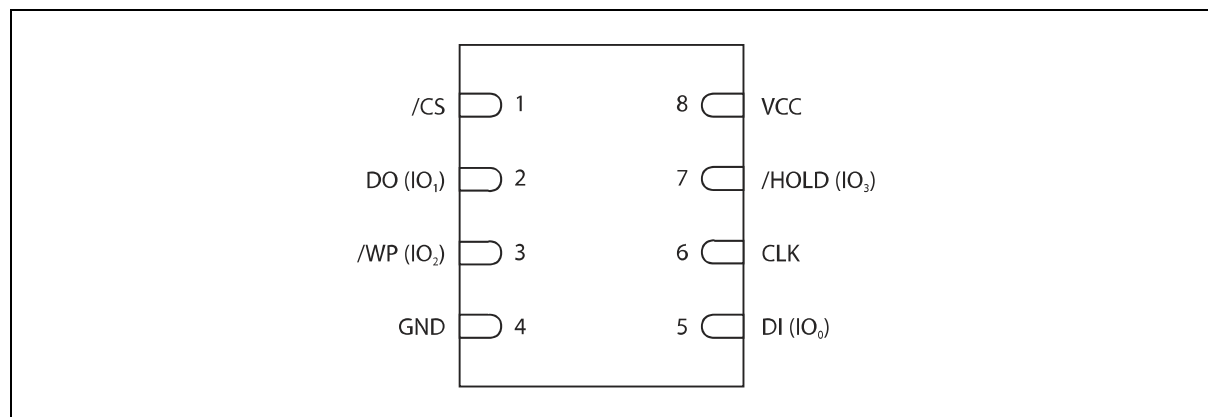 /CS 1 8 VCC
DO (IO₁) 2 7 /HOLD (IO₃)
/WP (IO₂) 3 6 CLK
GND 4 5 DI (IO₀)